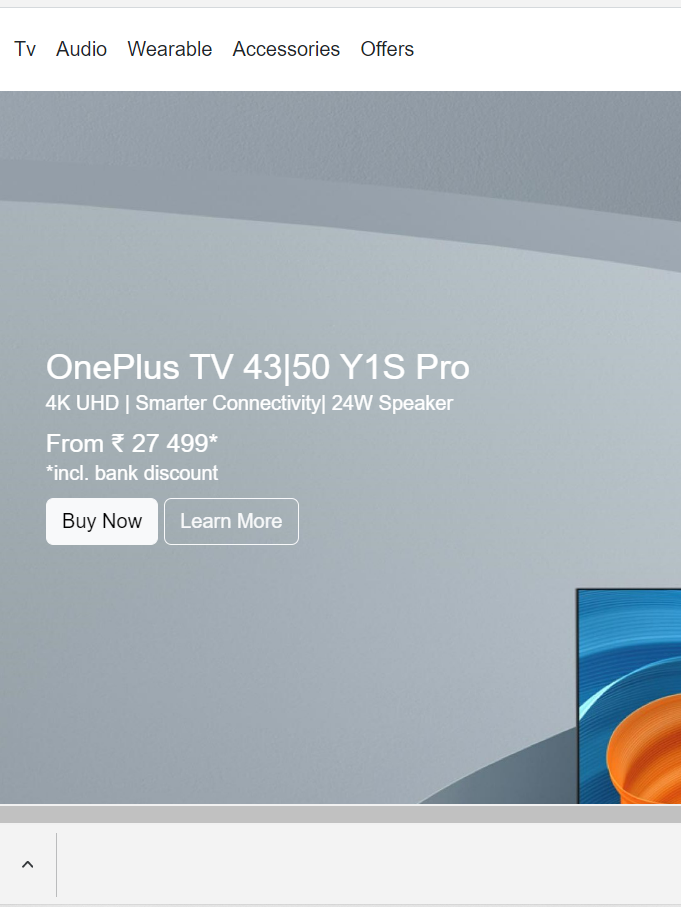 Tv Audio Wearable Accessories Offers
OnePlus TV 43|50 Y1S Pro
4K UHD | Smarter Connectivity| 24W Speaker
From ₹ 27 499*
*incl. bank discount
Buy Now Learn More